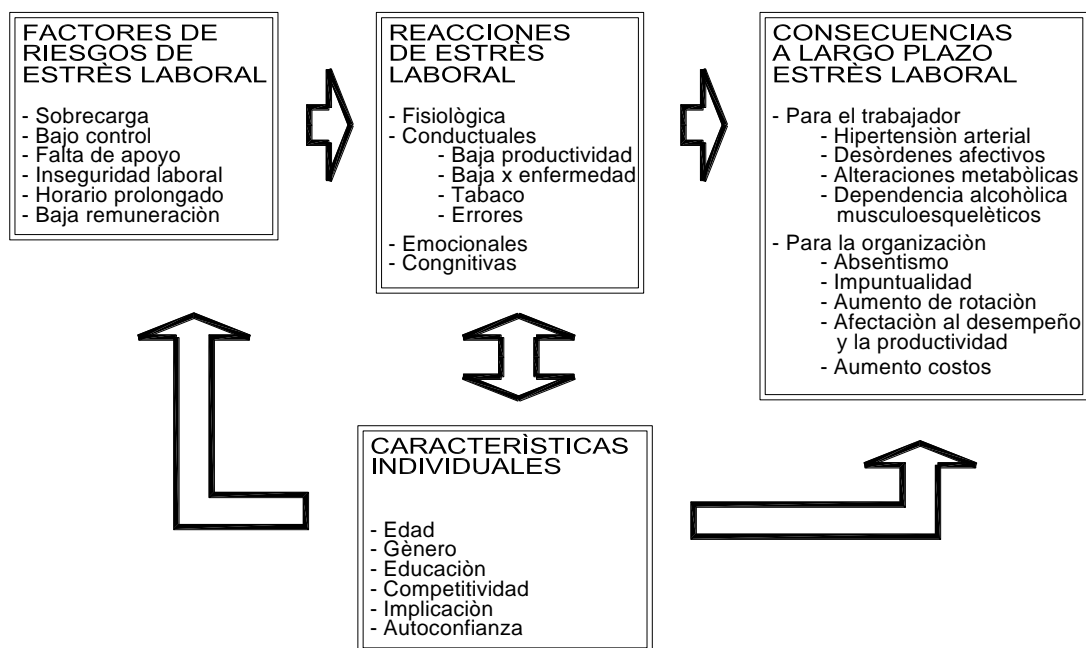 FACTORES DE
RIESGOS DE
ESTRÈS LABORAL
- Sobrecarga
- Bajo control
- Falta de apoyo
- Inseguridad laboral
- Horario prolongado
- Baja remuneraciòn
REACCIONES
DE ESTRÈS
LABORAL
- Fisiològica
- Conductuales
- Baja productividad
- Baja x enfermedad
- Tabaco
- Errores
- Emocionales
- Congnitivas
CONSECUENCIAS
A LARGO PLAZO
ESTRÈS LABORAL
- Para el trabajador
- Hipertensiòn arterial
- Desòrdenes afectivos
- Alteraciones metabòlicas
- Dependencia alcohòlica
musculoesquelèticos
- Para la organizaciòn
- Absentismo
- Impuntualidad
- Aumento de rotaciòn
- Afectaciòn al desempeño
y la productividad
- Aumento costos
CARACTERÌSTICAS
INDIVIDUALES
- Edad
- Gènero
- Educaciòn
- Competitividad
- Implicaciòn
- Autoconfianza